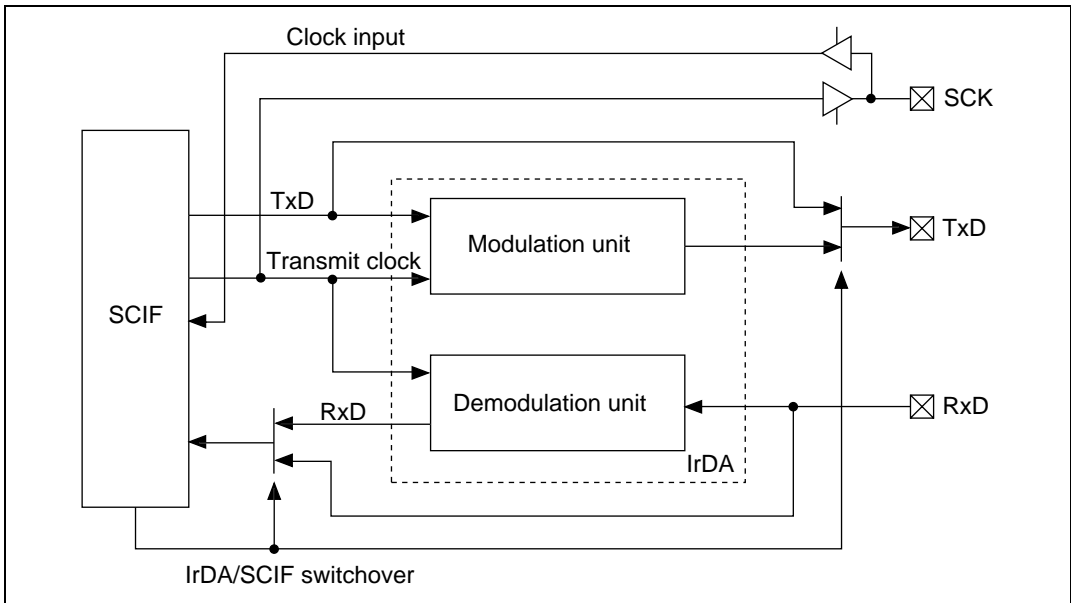 Clock input
SCK
TxD
Modulation unit
TxD
Transmit clock
SCIF
RxD
Demodulation unit
RxD
IrDA
IrDA/SCIF switchover